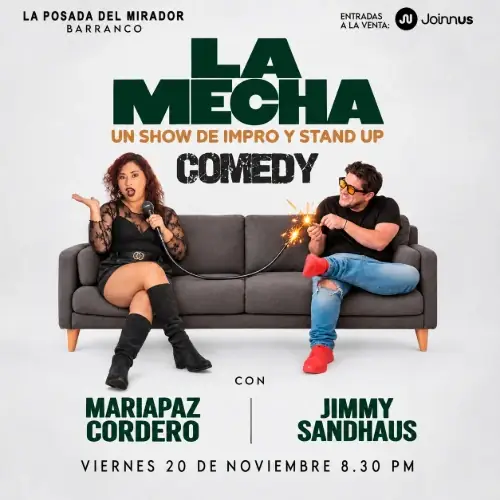 LA POSADA DEL MIRADOR
BARRANCO
ENTRADAS
A LA VENTA:
Joinnus
LA
MECHA
UN SHOW DE IMPRO Y STAND UP
COMEDY
CON
MARIAPAZ
CORDERO
JIMMY
SANDHAUS
VIERNES 20 DE NOVIEMBRE 8.30 PM